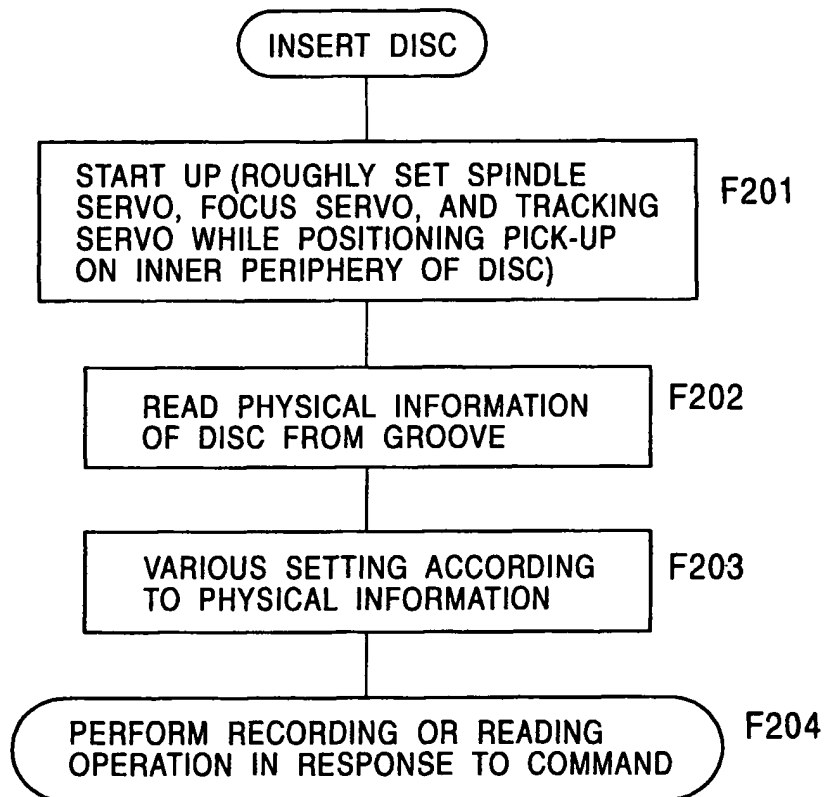 INSERT DISC
START UP (ROUGHLY SET SPINDLE
SERVO, FOCUS SERVO, AND TRACKING
SERVO WHILE POSITIONING PICK-UP
ON INNER PERIPHERY OF DISC)
F201
READ PHYSICAL INFORMATION
OF DISC FROM GROOVE
F202
VARIOUS SETTING ACCORDING
TO PHYSICAL INFORMATION
F203
PERFORM RECORDING OR READING
OPERATION IN RESPONSE TO COMMAND
F204